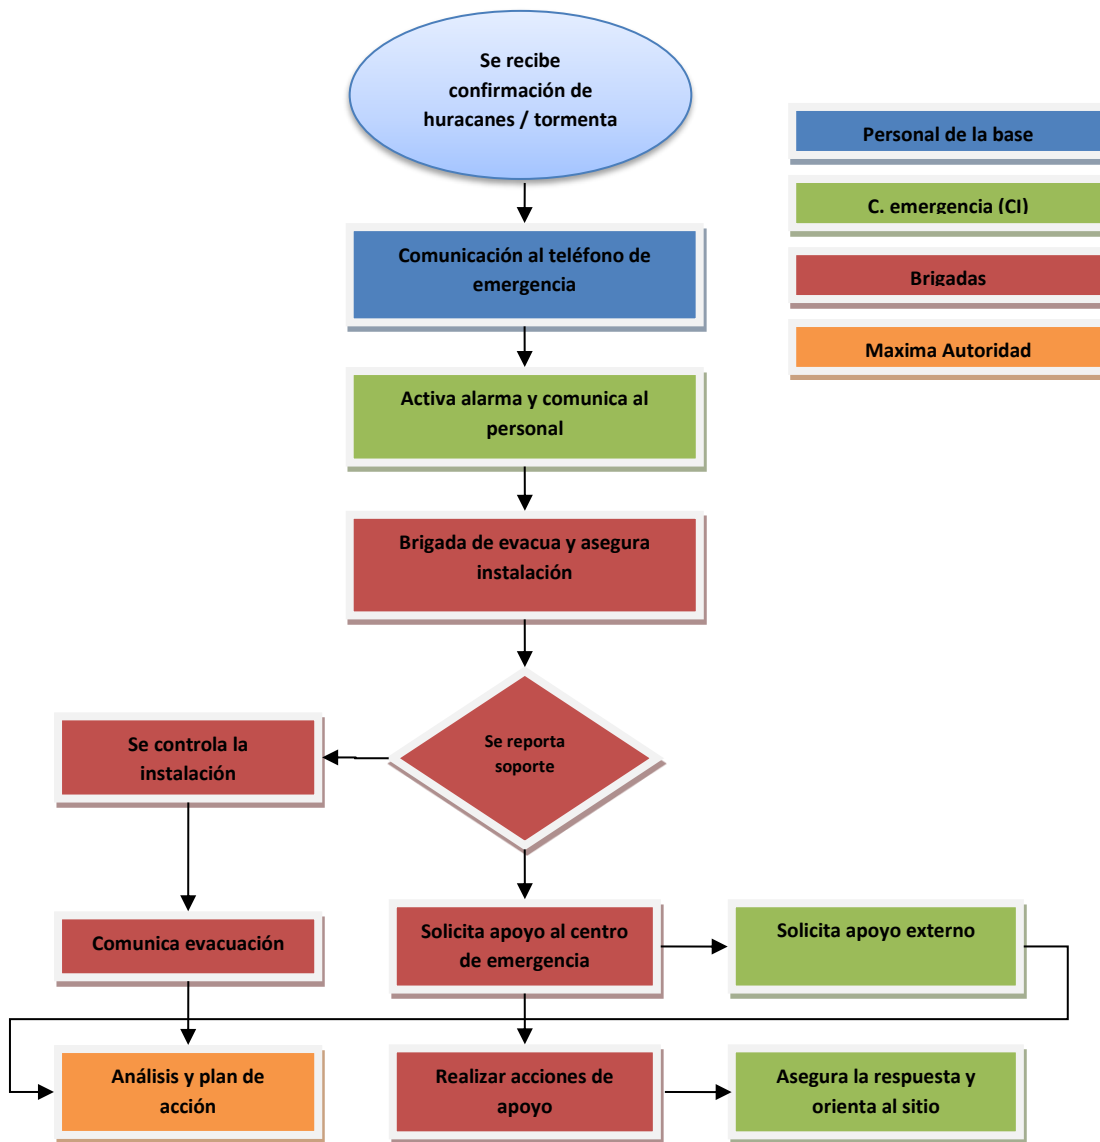 Se recibe
confirmación de
huracanes / tormenta
Personal de la base
C. emergencia (CI)
Brigadas
Maxima Autoridad
Comunicación al teléfono de
emergencia
Activa alarma y comunica al
personal
Brigada de evacua y asegura
instalación
Se reporta
soporte
Se controla la
instalación
Comunica evacuación
Solicita apoyo al centro
de emergencia
Solicita apoyo externo
Análisis y plan de
acción
Realizar acciones de
apoyo
Asegura la respuesta y
orienta al sitio